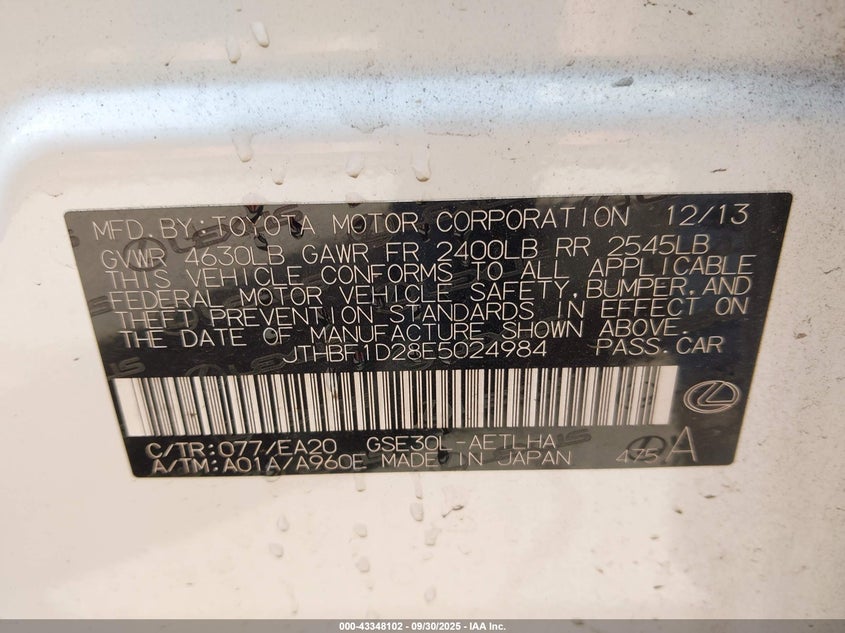 MFD.BY:TOYOTA MOTOR CORPORATION 12/13
GVWR 4630LB GAWR FR 2400LB RR 2545LB
THIS VEHICLE CONFORMS TO ALL APPLICABLE
FEDERAL MOTOR VEHICLE SAFETY,BUMPER,AND
THEFT PREVENTION STANDARDS IN EFFECT ON
THE DATE OF MANUFACTURE SHOWN ABOVE.
JTHBF1D28E5024984 PASS.CAR
C/TR:077/EA20 GSE30L-AETLHA
A/TM:A01A/A960E MADE IN JAPAN 475 A
000-43348102 - 09/30/2025 - IAA Inc.